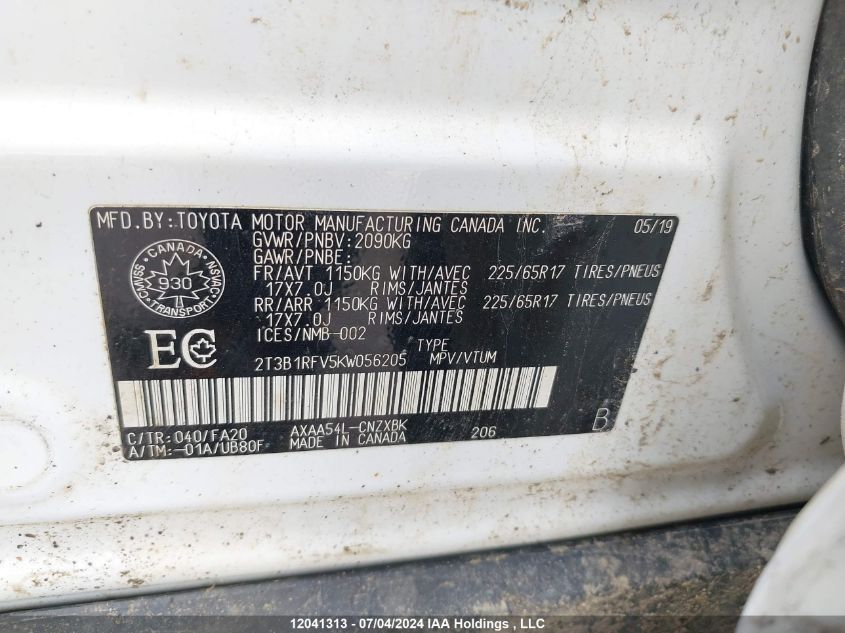 MFD.BY:TOYOTA MOTOR MANUFACTURING CANADA INC. 05/19
GVWR/PNBV:2090KG
GAWR/PNBE:
FR/AVT 1150KG WITH/AVEC 225/65R17 TIRES/PNEUS
17X7.0J RIMS/JANTES
RR/ARR 1150KG WITH/AVEC 225/65R17 TIRES/PNEUS
17X7.0J RIMS/JANTES
ICES/NMB-002
CANADA
930
TRANSPORT
CMVSS
NSVAC
EC
TYPE
2T3B1RFV5KW056205 MPV/VTUM
C/TR:040/FA20 AXAA54L-CNZXBK 206 B
A/TM:-01A/UB80F MADE IN CANADA
12041313 - 07/04/2024 IAA Holdings, LLC